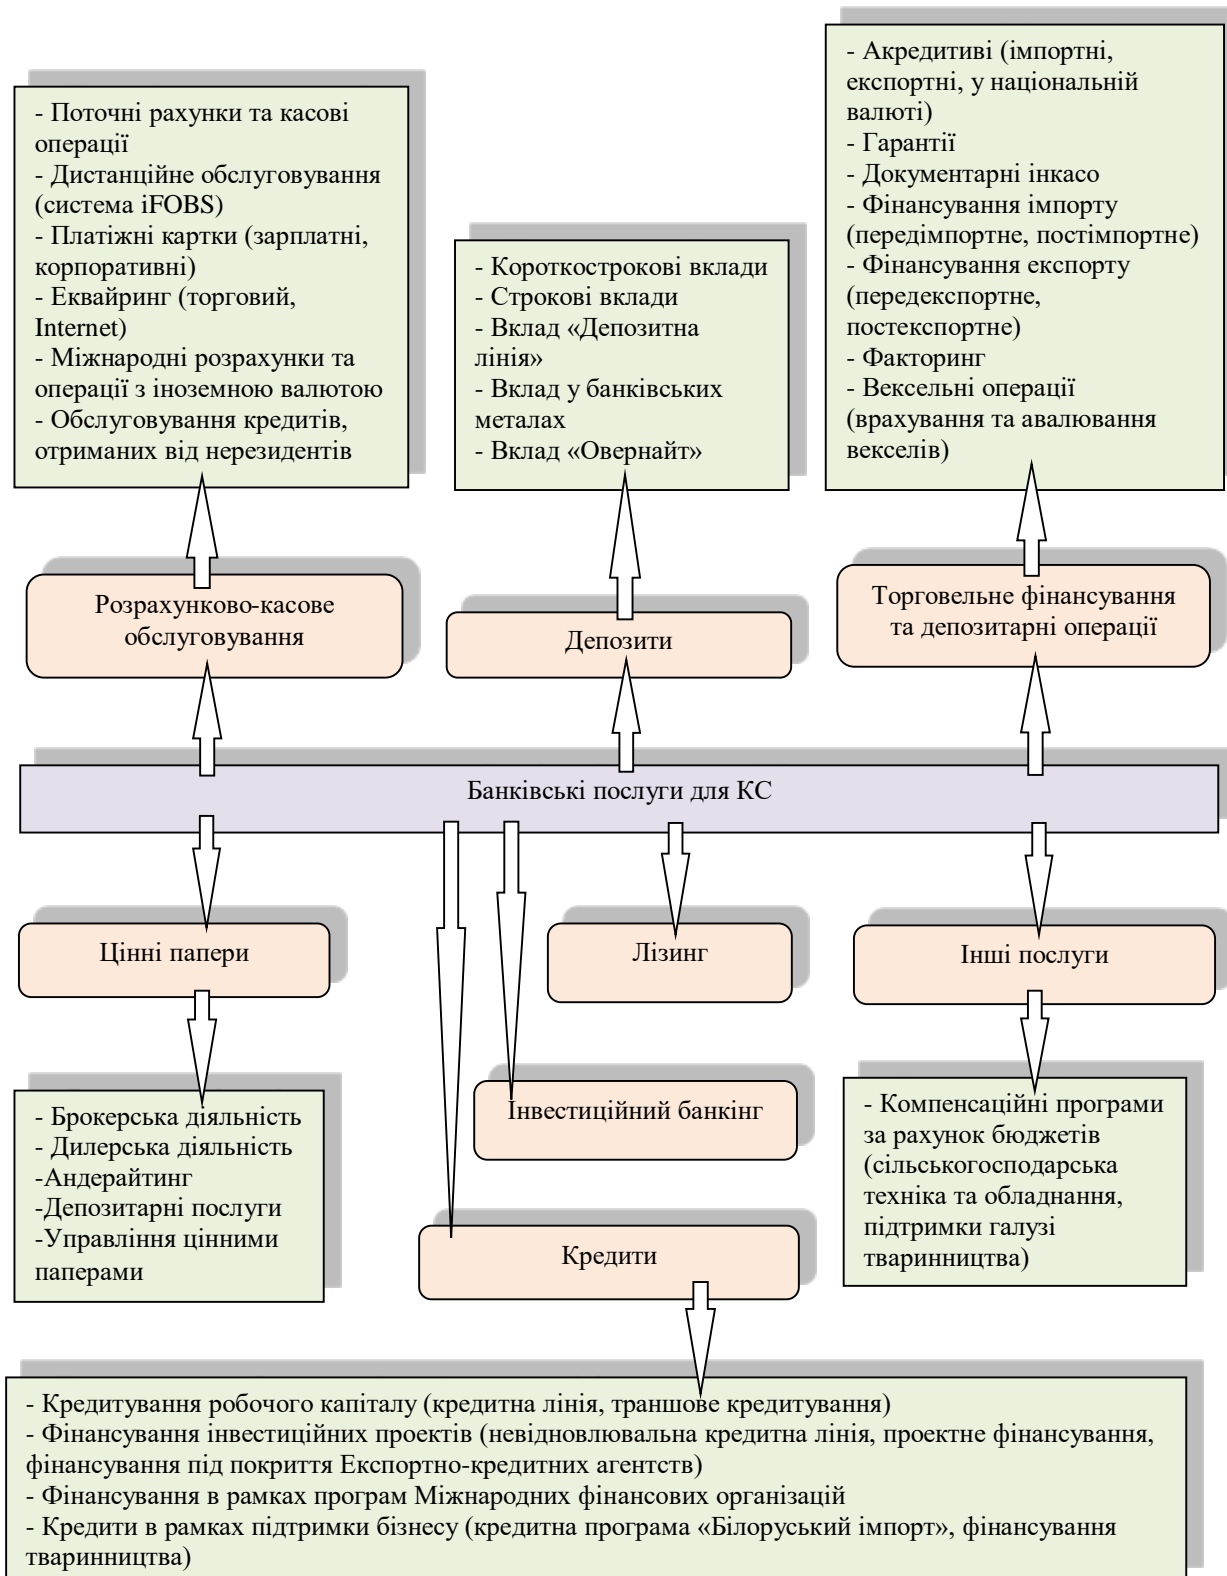 - Поточні рахунки та касові
операції
- Дистанційне обслуговування
(система iFOBS)
- Платіжні картки (зарплатні,
корпоративні)
- Еквайринг (торговий,
Internet)
- Міжнародні розрахунки та
операції з іноземною валютою
- Обслуговування кредитів,
отриманих від нерезидентів
- Короткострокові вклади
- Строкові вклади
- Вклад «Депозитна
лінія»
- Вклад у банківських
металах
- Вклад «Овернайт»
- Акредитиві (імпортні,
експортні, у національній
валюті)
- Гарантії
- Документарні інкасо
- Фінансування імпорту
(передімпортне, постімпортне)
- Фінансування експорту
(передекспортне,
постекспортне)
- Факторинг
- Вексельні операції
(врахування та авалювання
векселів)
Розрахунково-касове
обслуговування
Депозити
Торговельне фінансування
та депозитарні операції
Банківські послуги для КС
Цінні папери
Лізинг
Інші послуги
- Брокерська діяльність
- Дилерська діяльність
-Андерайтинг
-Депозитарні послуги
-Управління цінними
паперами
Інвестиційний банкінг
- Компенсаційні програми
за рахунок бюджетів
(сільськогосподарська
техніка та обладнання,
підтримки галузі
тваринництва)
Кредити
- Кредитування робочого капіталу (кредитна лінія, траншове кредитування)
- Фінансування інвестиційних проектів (невідновлювальна кредитна лінія, проектне фінансування,
фінансування під покриття Експортно-кредитних агентств)
- Фінансування в рамках програм Міжнародних фінансових організацій
- Кредити в рамках підтримки бізнесу (кредитна програма «Білоруський імпорт», фінансування
тваринництва)